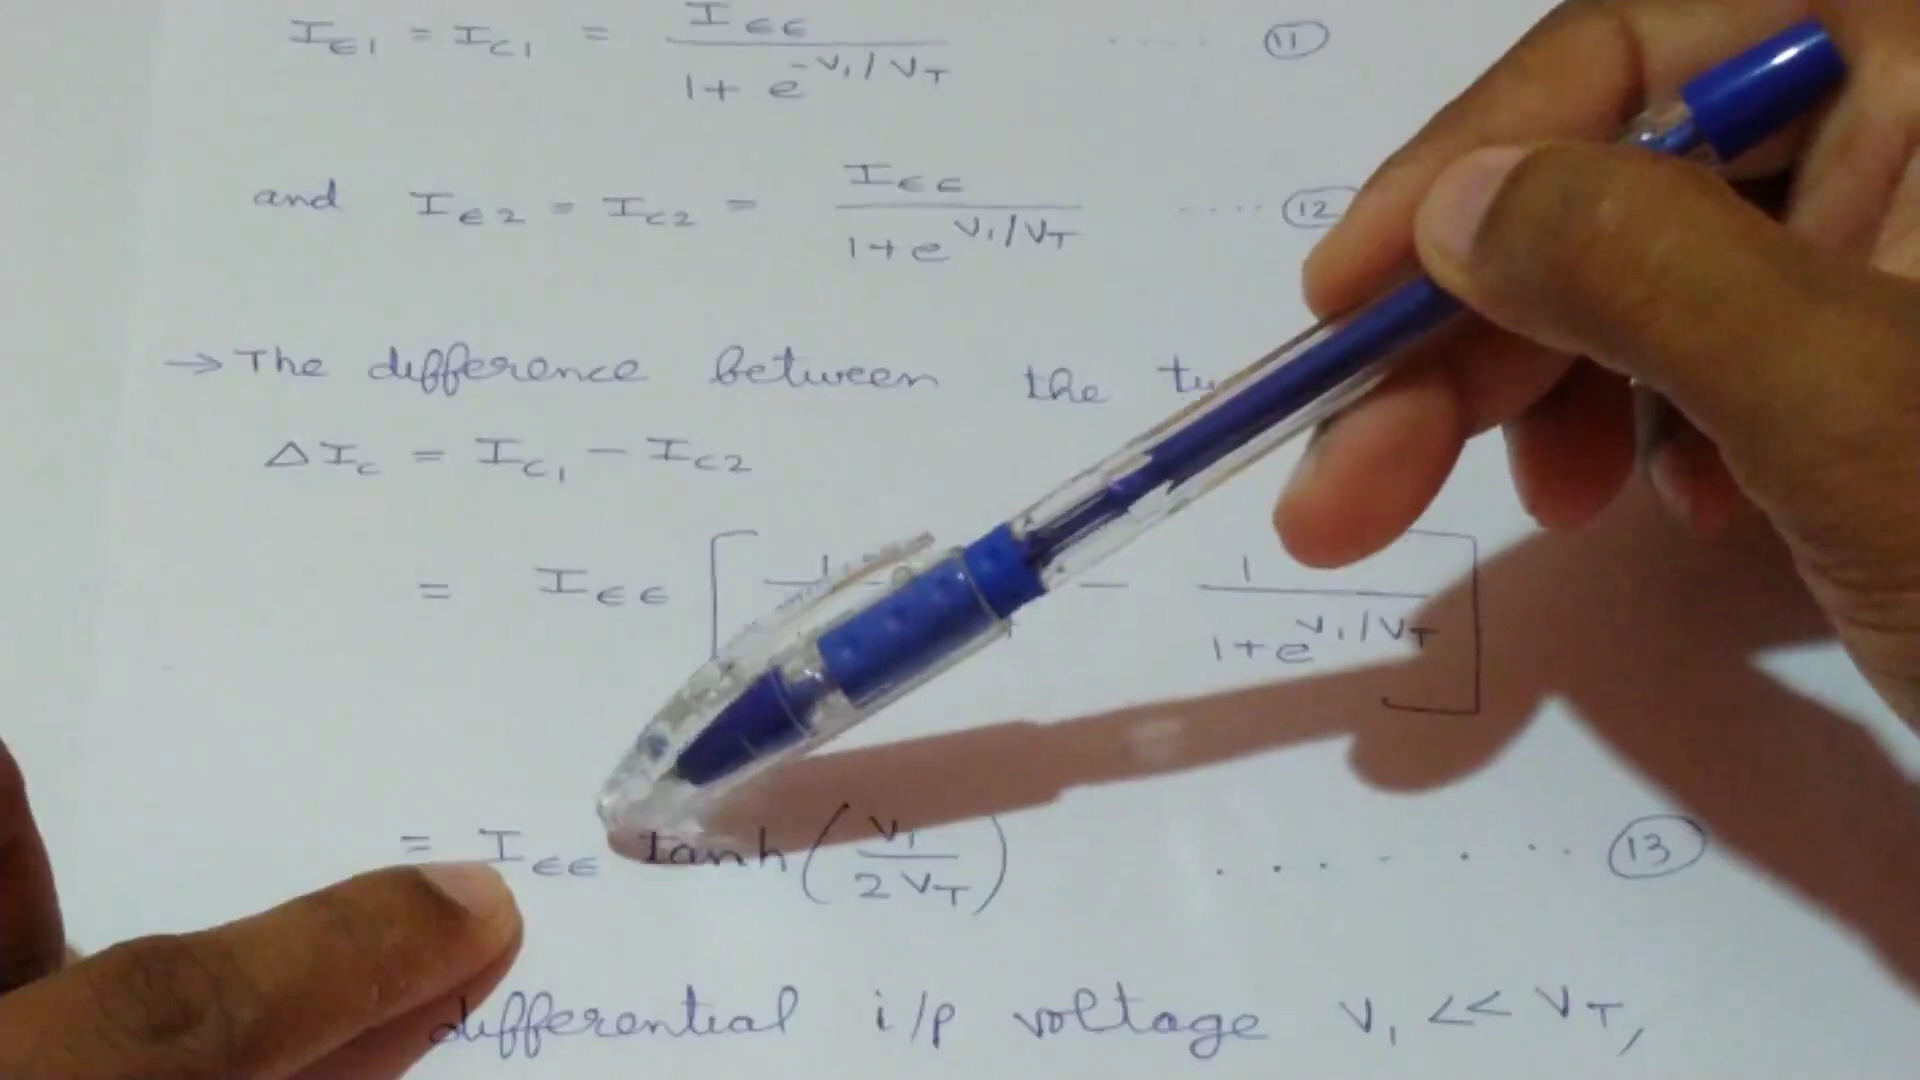 I_E1 = I_C1 = I_EE / (1 + e^(-V1/VT)) .... (11)
and I_E2 = I_C2 = I_EE / (1 + e^(V1/VT)) .... (12)
→ The difference between the
ΔI_C = I_C1 - I_C2
= I_EE [ 1 - 1 / (1 + e^(V1/VT)) ]
= I_EE tanh (V1 / 2VT) ....... (13)
differential i/p voltage V1 << VT,